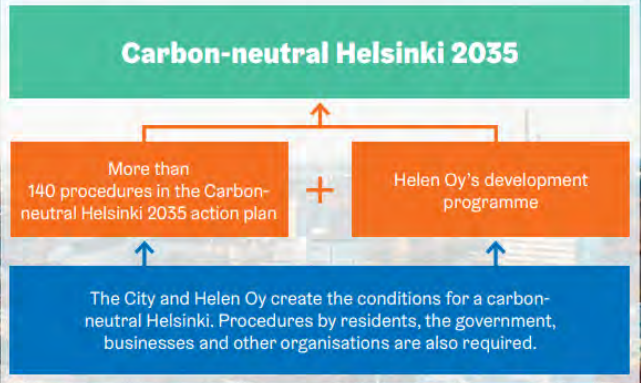 Carbon-neutral Helsinki 2035
More than
140 procedures in the Carbon-
neutral Helsinki 2035 action plan
+
Helen Oy's development
programme
The City and Helen Oy create the conditions for a carbon-
neutral Helsinki. Procedures by residents, the government,
businesses and other organisations are also required.